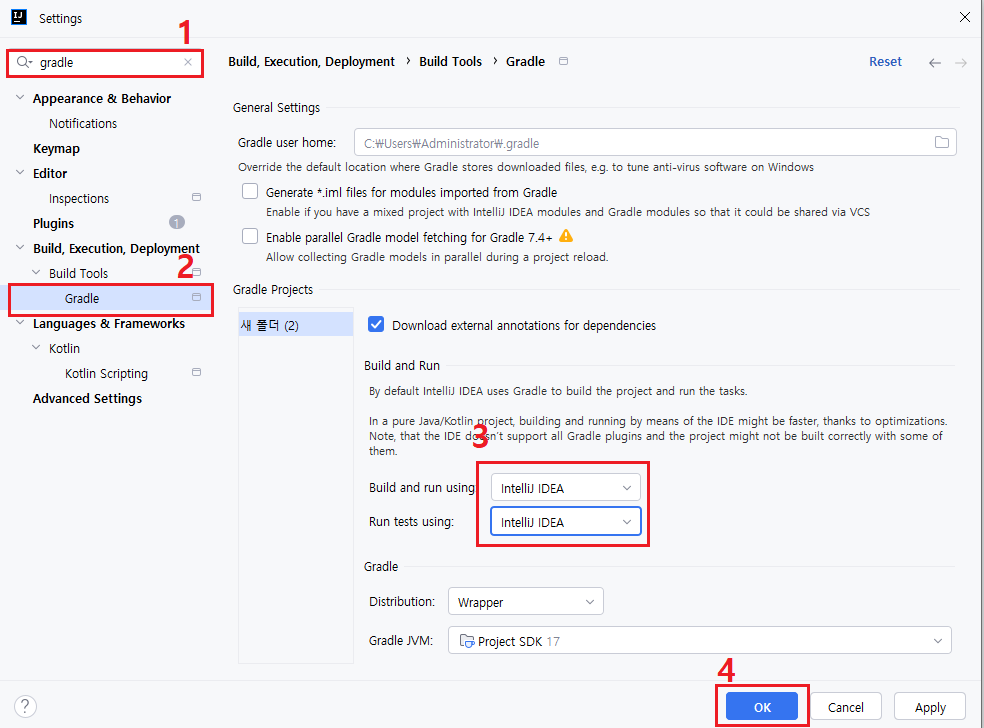 Settings
1
gradle
Build, Execution, Deployment › Build Tools › Gradle
Reset
Appearance & Behavior
Notifications
Keymap
Editor
Inspections
Plugins 1
Build, Execution, Deployment
2
Build Tools
Gradle
Languages & Frameworks
Kotlin
Kotlin Scripting
Advanced Settings
General Settings
Gradle user home: C:₩Users₩Administrator₩.gradle
Override the default location where Gradle stores downloaded files, e.g. to tune anti-virus software on Windows
Generate *.iml files for modules imported from Gradle
Enable if you have a mixed project with IntelliJ IDEA modules and Gradle modules so that it could be shared via VCS
Enable parallel Gradle model fetching for Gradle 7.4+
Allow collecting Gradle models in parallel during a project reload.
Gradle Projects
새 폴더 (2)
Download external annotations for dependencies
Build and Run
By default IntelliJ IDEA uses Gradle to build the project and run the tasks.
In a pure Java/Kotlin project, building and running by means of the IDE might be faster, thanks to optimizations.
Note, that the IDE doesn't support all Gradle plugins and the project might not be built correctly with some of
them.
3
Build and run using: IntelliJ IDEA
Run tests using: IntelliJ IDEA
Gradle
Distribution: Wrapper
Gradle JVM: Project SDK 17
4
?
OK Cancel Apply